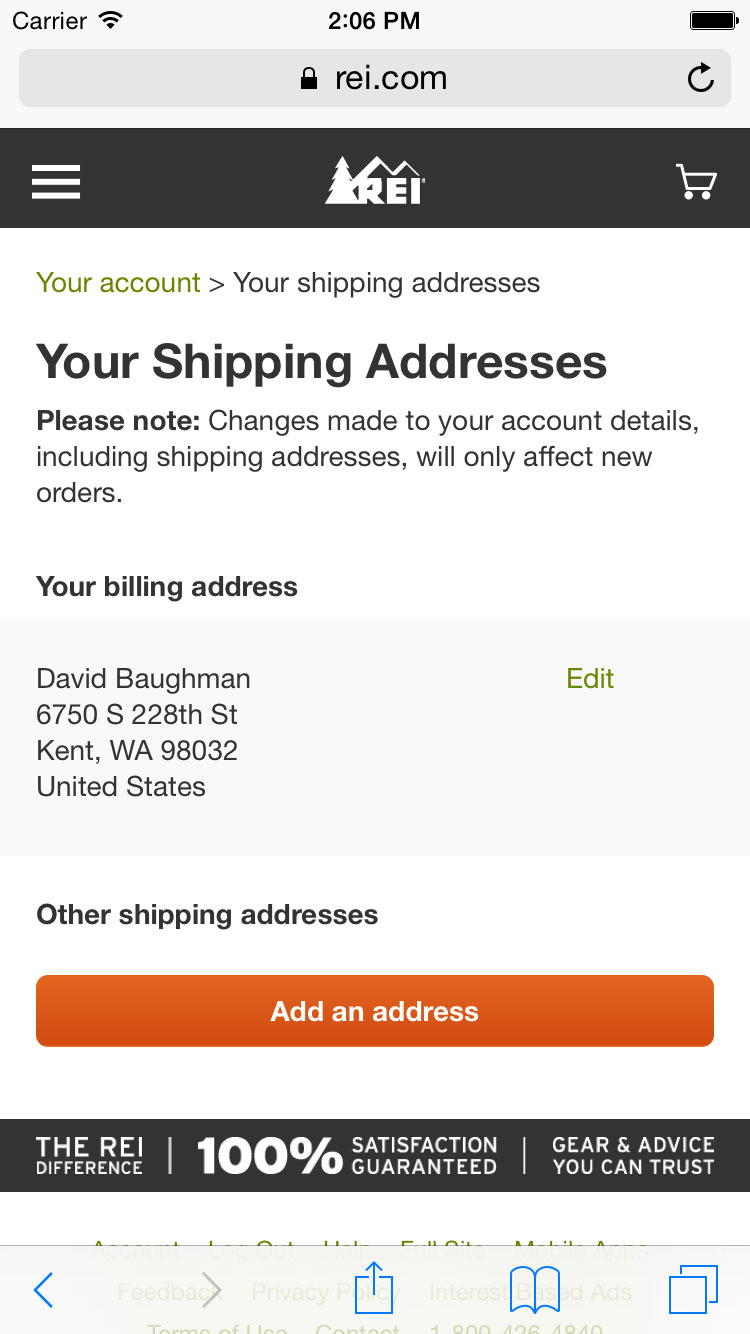 Carrier 2:06 PM
rei.com
REI
Your account > Your shipping addresses
Your Shipping Addresses
Please note: Changes made to your account details,
including shipping addresses, will only affect new
orders.
Your billing address
David Baughman Edit
6750 S 228th St
Kent, WA 98032
United States
Other shipping addresses
Add an address
THE REI DIFFERENCE | 100% SATISFACTION GUARANTEED | GEAR & ADVICE YOU CAN TRUST
Account Log Out Help Full Site Mobile Apps
Feedback Privacy Policy Interest Based Ads
Terms of Use Contact 1-800-426-4840